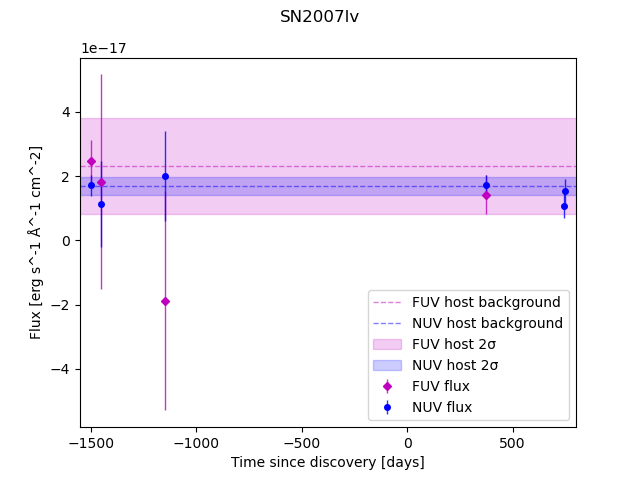 SN2007lv
1e−17
4
2
0
−2
−4
Flux [erg s^-1 Å^-1 cm^-2]
FUV host background
NUV host background
FUV host 2σ
NUV host 2σ
FUV flux
NUV flux
−1500
−1000
−500
0
500
Time since discovery [days]